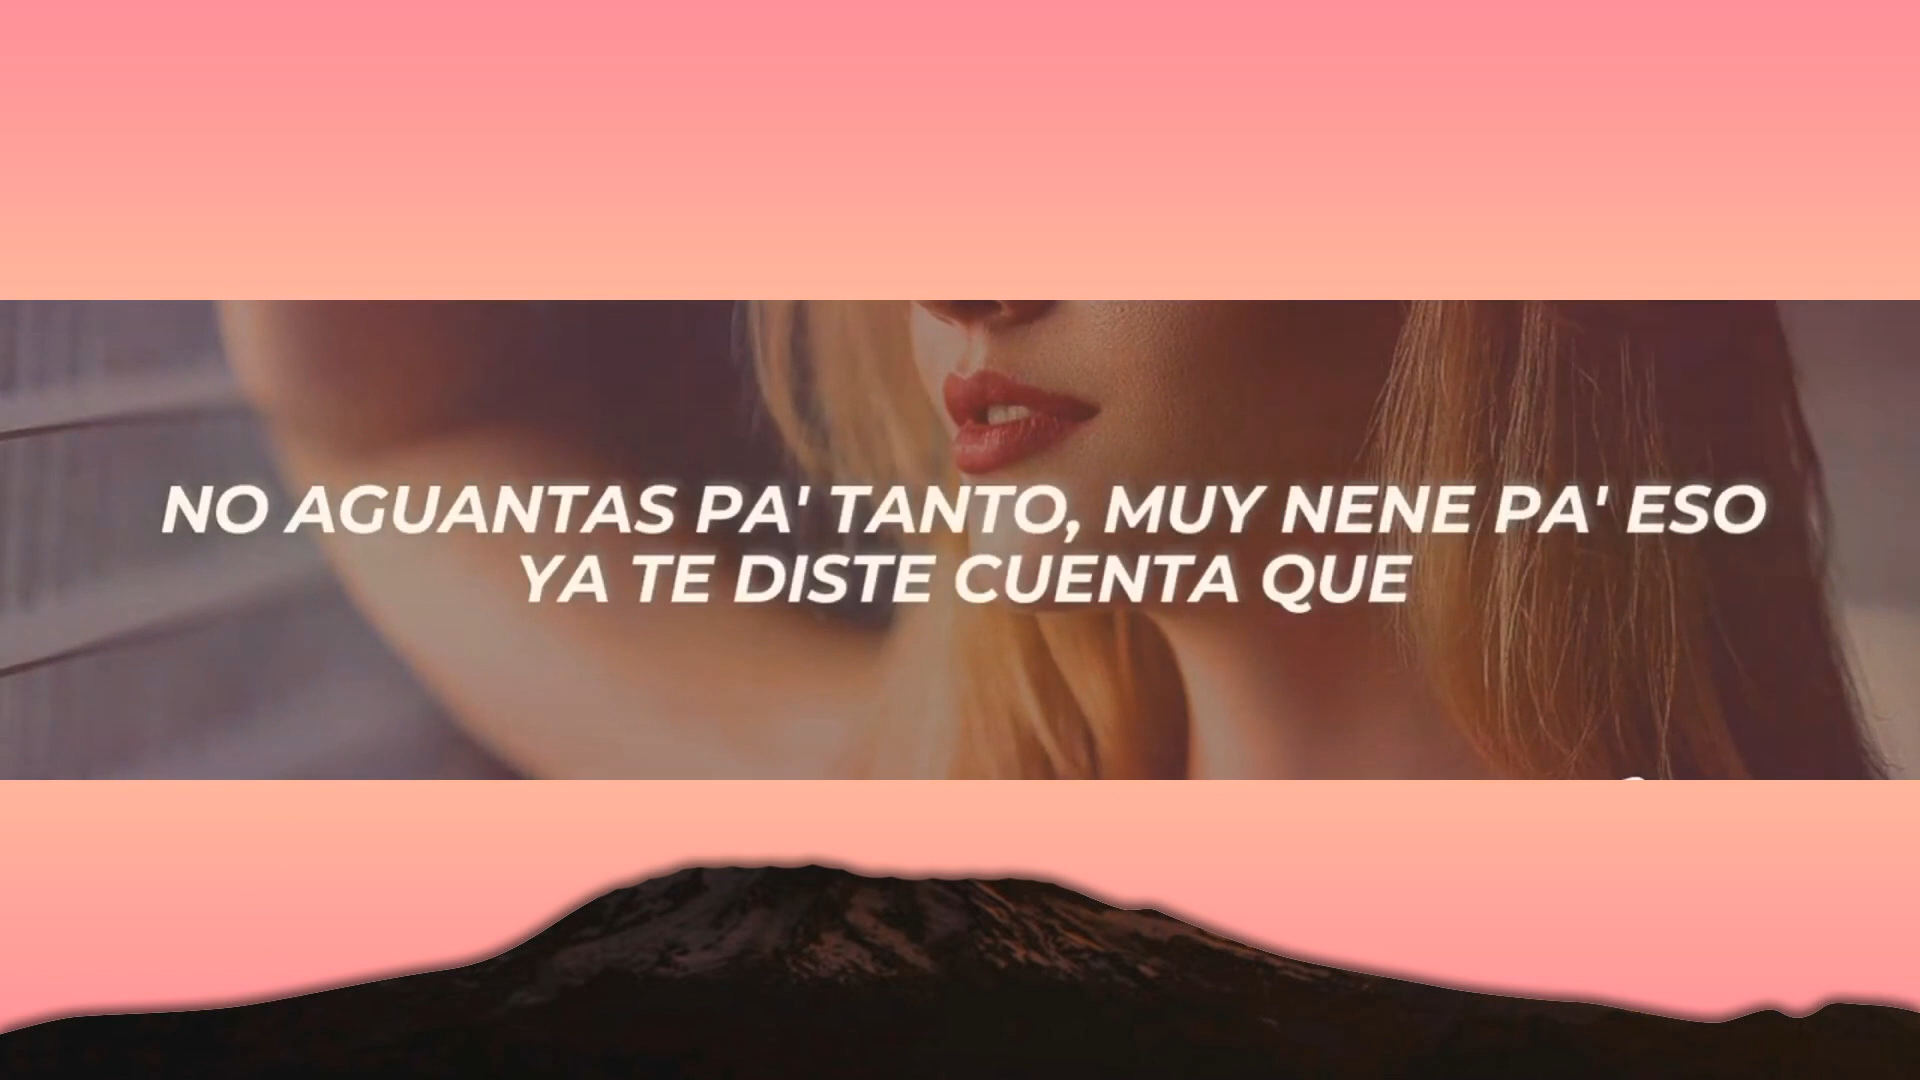 NO AGUANTAS PA' TANTO, MUY NENE PA' ESO
YA TE DISTE CUENTA QUE